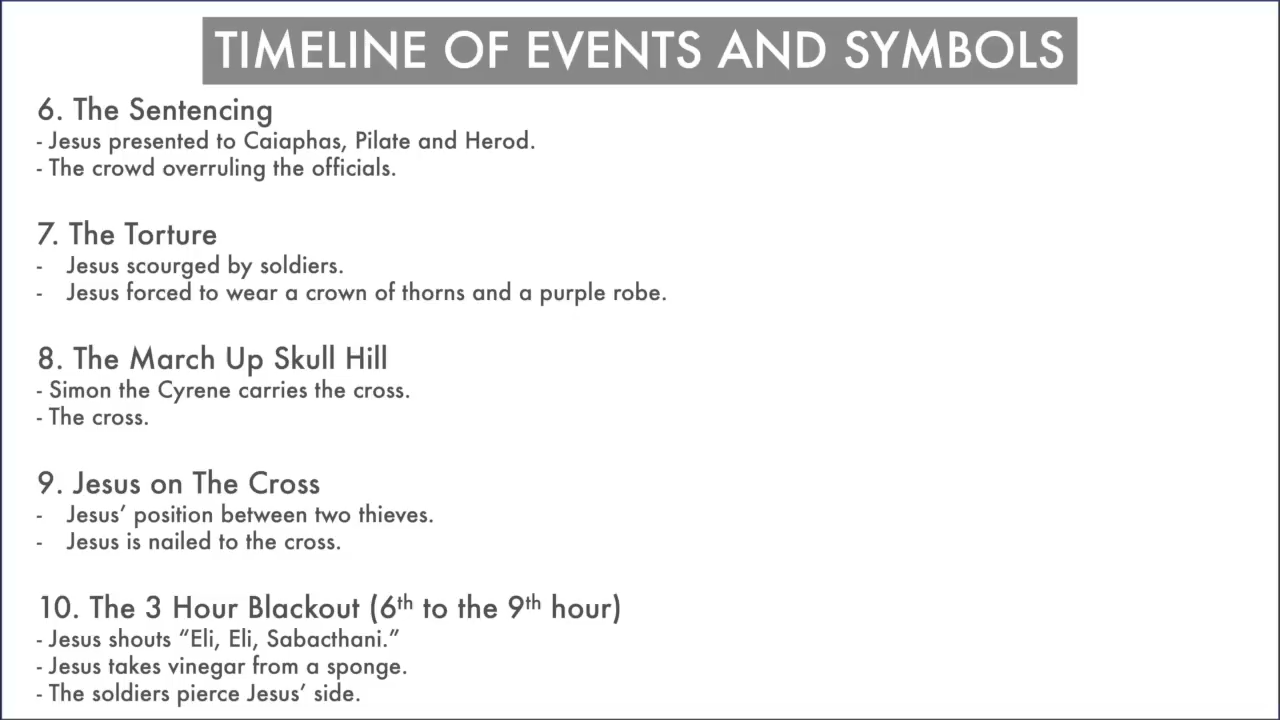 TIMELINE OF EVENTS AND SYMBOLS
6. The Sentencing
- Jesus presented to Caiaphas, Pilate and Herod.
- The crowd overruling the officials.
7. The Torture
- Jesus scourged by soldiers.
- Jesus forced to wear a crown of thorns and a purple robe.
8. The March Up Skull Hill
- Simon the Cyrene carries the cross.
- The cross.
9. Jesus on The Cross
- Jesus’ position between two thieves.
- Jesus is nailed to the cross.
10. The 3 Hour Blackout (6th to the 9th hour)
- Jesus shouts “Eli, Eli, Sabacthani.”
- Jesus takes vinegar from a sponge.
- The soldiers pierce Jesus’ side.